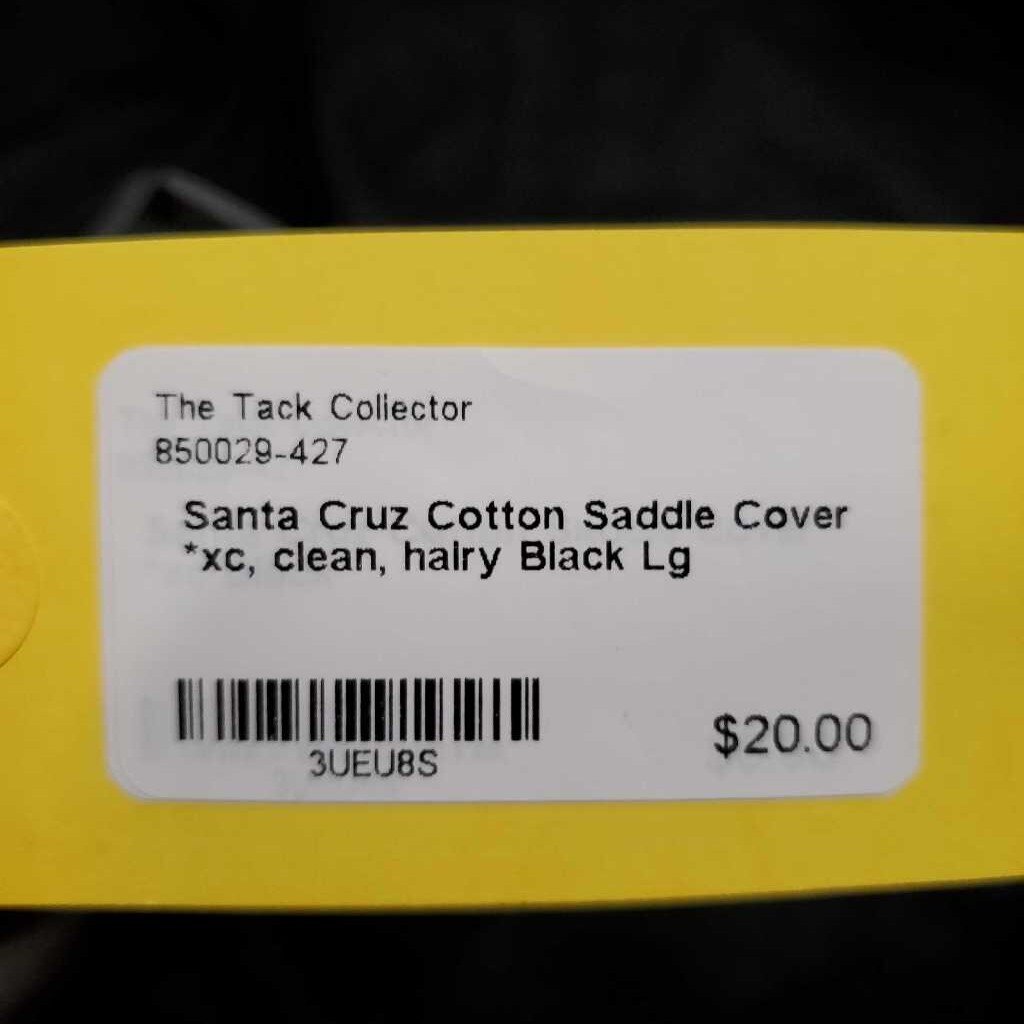 The Tack Collector
850029-427
Santa Cruz Cotton Saddle Cover
*xc, clean, hairy Black Lg
3UEU8S
$20.00